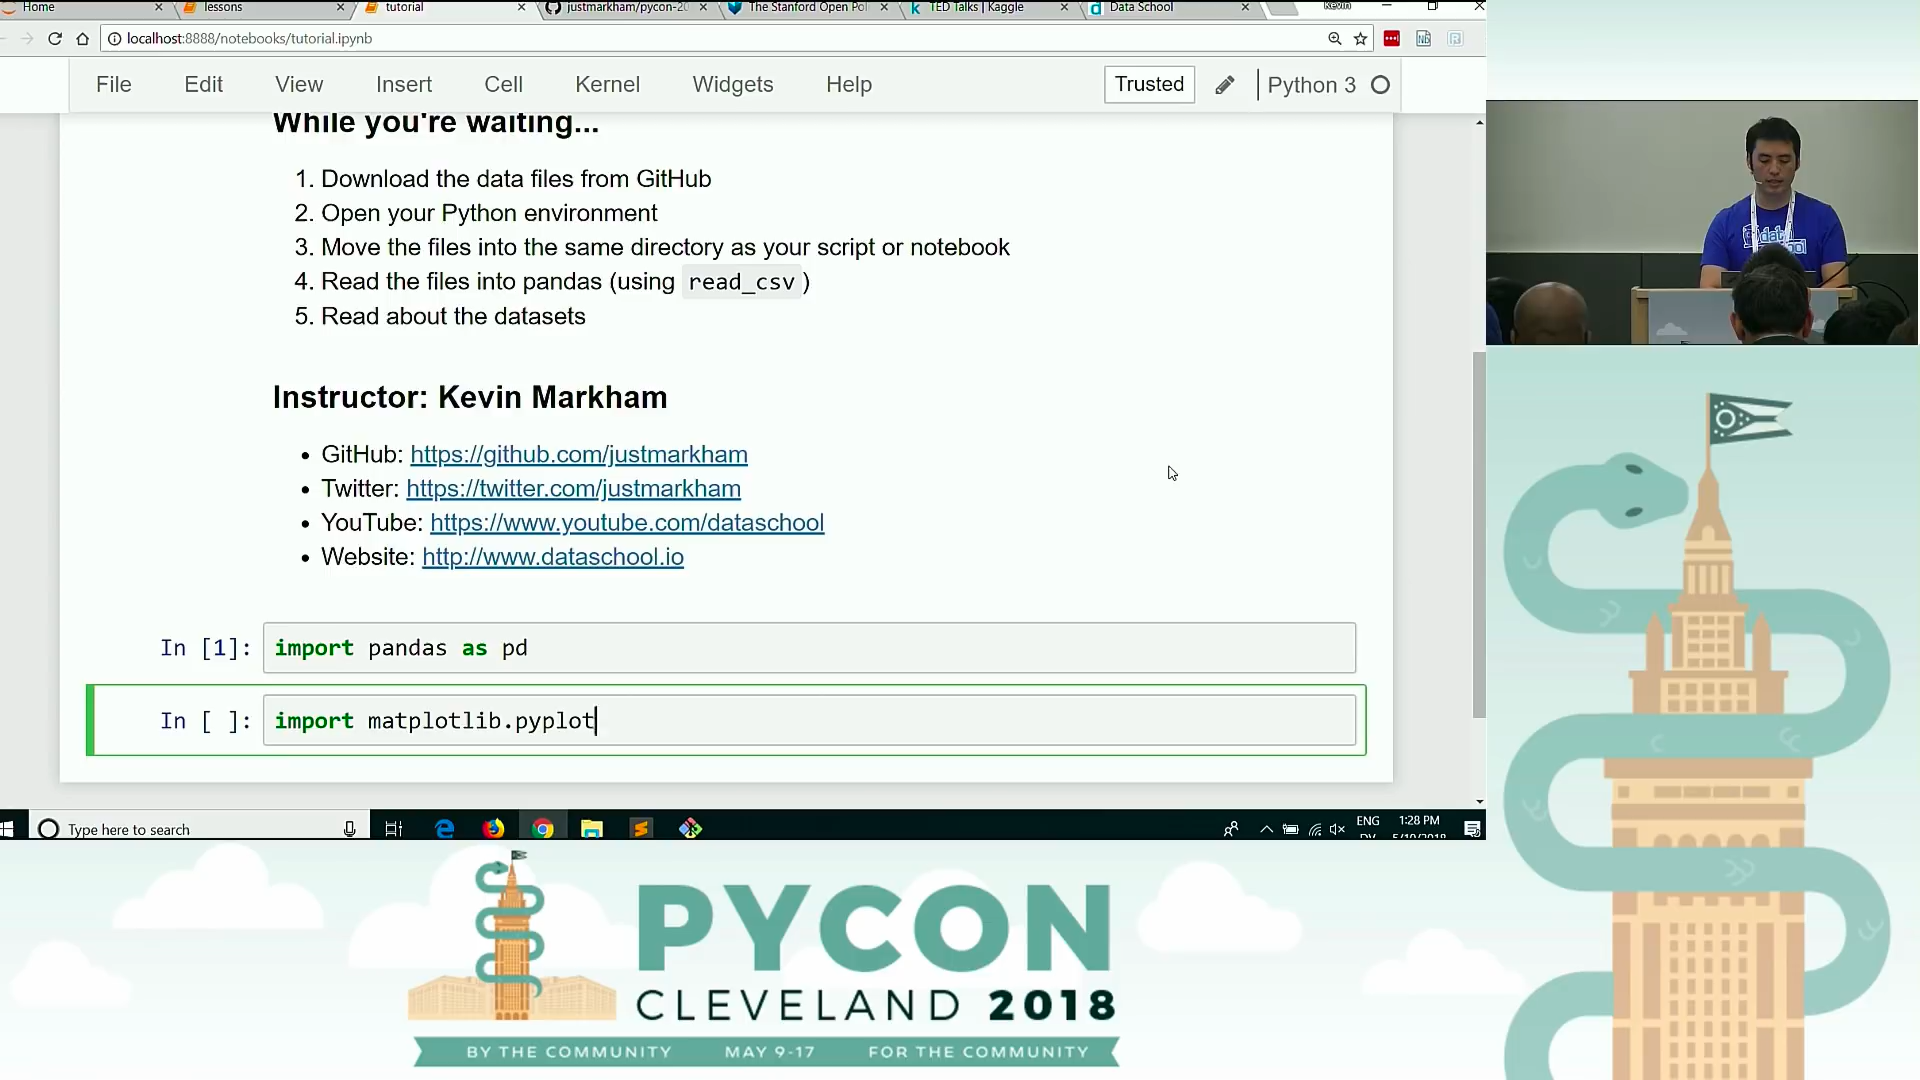 Home
lessons
tutorial
justmarkham/pycon-20
The Stanford Open Pol
TED Talks | Kaggle
Data School
Kevin
localhost:8888/notebooks/tutorial.ipynb
File Edit View Insert Cell Kernel Widgets Help Trusted Python 3
While you're waiting...
1. Download the data files from GitHub
2. Open your Python environment
3. Move the files into the same directory as your script or notebook
4. Read the files into pandas (using read_csv)
5. Read about the datasets
Instructor: Kevin Markham
• GitHub: https://github.com/justmarkham
• Twitter: https://twitter.com/justmarkham
• YouTube: https://www.youtube.com/dataschool
• Website: http://www.dataschool.io
In [1]: import pandas as pd
In [ ]: import matplotlib.pyplot
Type here to search
ENG
1:28 PM
5/10/2018
PYCON
CLEVELAND 2018
BY THE COMMUNITY MAY 9-17 FOR THE COMMUNITY